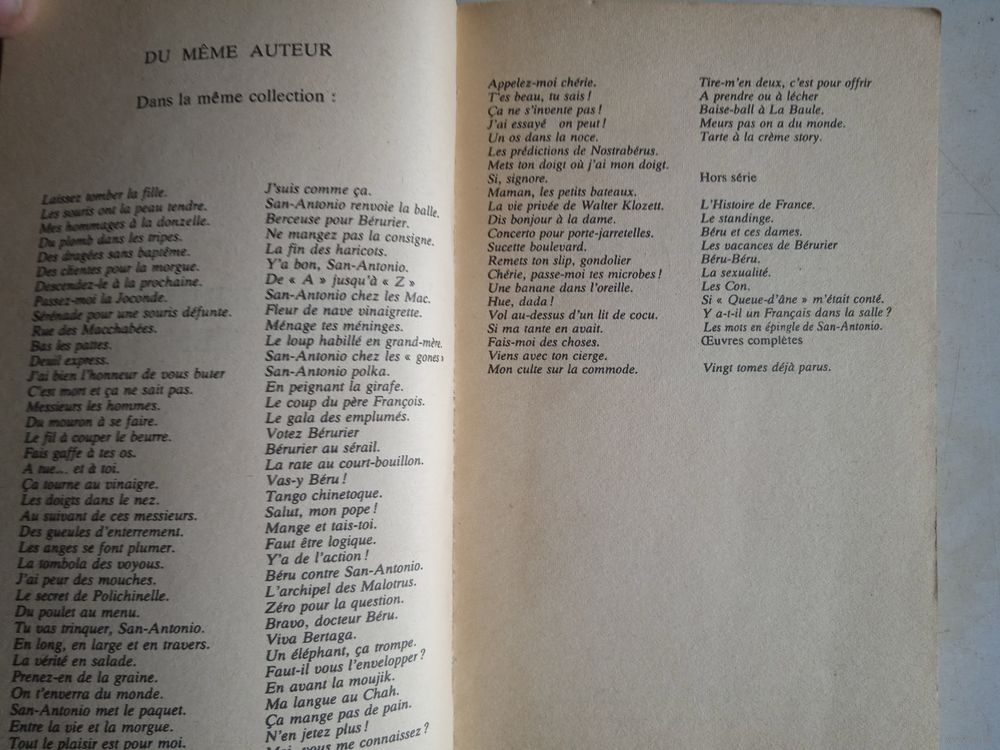 DU MÊME AUTEUR
Dans la même collection :
Laissez tomber la fille.
Les souris ont la peau tendre.
Mes hommages à la donzelle.
Du plomb dans les tripes.
Des dragées sans baptême.
Des clientes pour la morgue.
Descendez-le à la prochaine.
Passez-moi la Joconde.
Sérénade pour une souris défunte.
Rue des Macchabées.
Bas les pattes.
Deuil express.
J'ai bien l'honneur de vous buter
C'est mort et ça ne sait pas.
Messieurs les hommes.
Du mouron à se faire.
Le fil à couper le beurre.
Fais gaffe à tes os.
A tue... et à toi.
Ça tourne au vinaigre.
Les doigts dans le nez.
Au suivant de ces messieurs.
Des gueules d'enterrement.
Les anges se font plumer.
La tombola des voyous.
J'ai peur des mouches.
Le secret de Polichinelle.
Du poulet au menu.
Tu vas trinquer, San-Antonio.
En long, en large et en travers.
La vérité en salade.
Prenez-en de la graine.
On t'enverra du monde.
San-Antonio met le paquet.
Entre la vie et la morgue.
Tout le plaisir est pour moi.
J'suis comme ça.
San-Antonio renvoie la balle.
Berceuse pour Bérurier.
Ne mangez pas la consigne.
La fin des haricots.
Y'a bon, San-Antonio.
De « A » jusqu'à « Z »
San-Antonio chez les Mac.
Fleur de nave vinaigrette.
Ménage tes méninges.
Le loup habillé en grand-mère.
San-Antonio chez les « gones »
San-Antonio polka.
En peignant la girafe.
Le coup du père François.
Le gala des emplumés.
Votez Bérurier
Bérurier au sérail.
La rate au court-bouillon.
Vas-y Béru !
Tango chinetoque.
Salut, mon pope !
Mange et tais-toi.
Faut être logique.
Y'a de l'action !
Béru contre San-Antonio.
L'archipel des Malotrus.
Zéro pour la question.
Bravo, docteur Béru.
Viva Bertaga.
Un éléphant, ça trompe.
Faut-il vous l'envelopper ?
En avant la moujik.
Ma langue au Chah.
Ça mange pas de pain.
N'en jetez plus !
Moi, vous me connaissez ?
Appelez-moi chérie.
T'es beau, tu sais !
Ça ne s'invente pas !
J'ai essayé on peut !
Un os dans la noce.
Les prédictions de Nostrabérus.
Mets ton doigt où j'ai mon doigt.
Si, signore.
Maman, les petits bateaux.
La vie privée de Walter Klozett.
Dis bonjour à la dame.
Concerto pour porte-jarretelles.
Sucette boulevard.
Remets ton slip, gondolier
Chérie, passe-moi tes microbes !
Une banane dans l'oreille.
Hue, dada !
Vol au-dessus d'un lit de cocu.
Si ma tante en avait.
Fais-moi des choses.
Viens avec ton cierge.
Mon culte sur la commode.
Tire-m'en deux, c'est pour offrir
A prendre ou à lécher
Baise-ball à La Baule.
Meurs pas on a du monde.
Tarte à la crème story.
Hors série
L'Histoire de France.
Le standinge.
Béru et ces dames.
Les vacances de Bérurier
Béru-Béru.
La sexualité.
Les Con.
Si « Queue-d'âne » m'était conté.
Y a-t-il un Français dans la salle ?
Les mots en épingle de San-Antonio.
Œuvres complètes
Vingt tomes déjà parus.